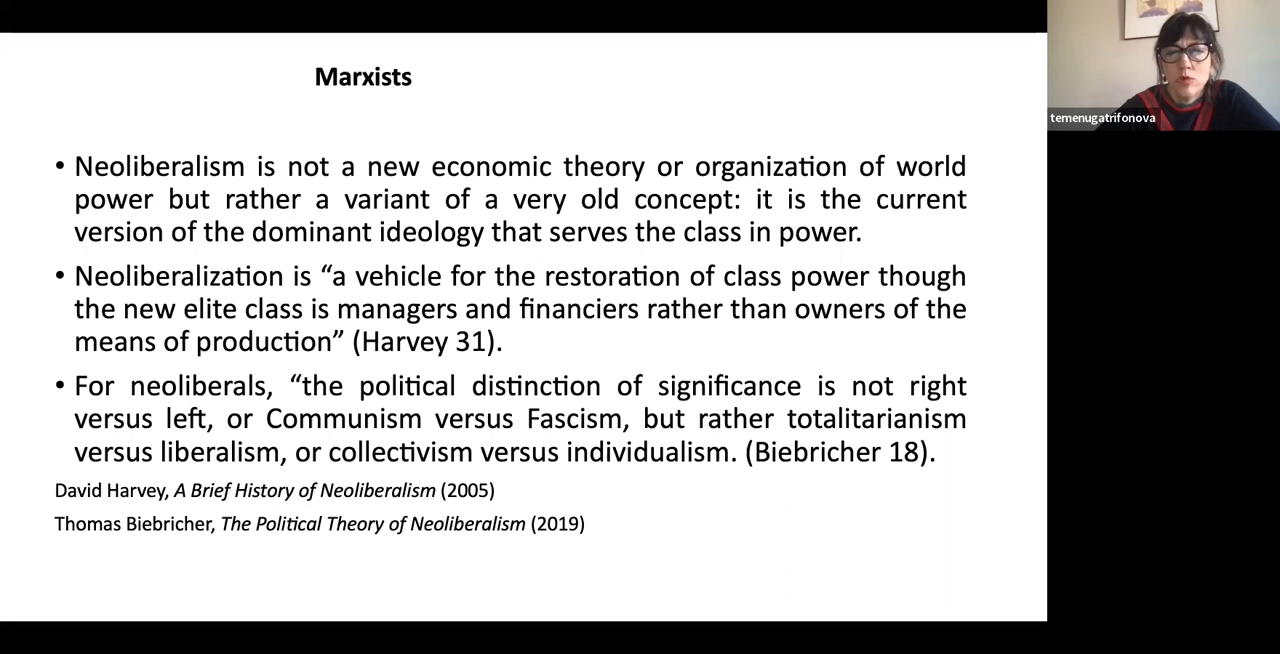 Marxists
• Neoliberalism is not a new economic theory or organization of world
power but rather a variant of a very old concept: it is the current
version of the dominant ideology that serves the class in power.
• Neoliberalization is “a vehicle for the restoration of class power though
the new elite class is managers and financiers rather than owners of the
means of production” (Harvey 31).
• For neoliberals, “the political distinction of significance is not right
versus left, or Communism versus Fascism, but rather totalitarianism
versus liberalism, or collectivism versus individualism. (Biebricher 18).
David Harvey, A Brief History of Neoliberalism (2005)
Thomas Biebricher, The Political Theory of Neoliberalism (2019)
temenugatrifonova